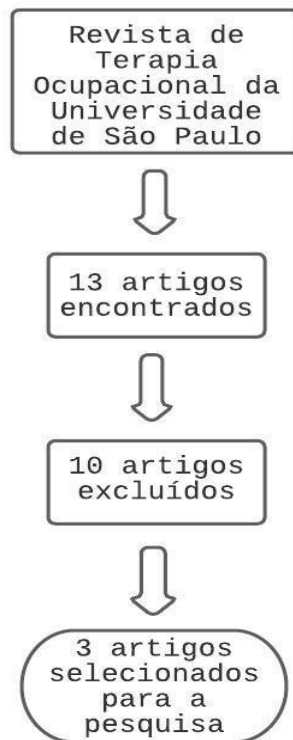 Revista de
Terapia
Ocupacional da
Universidade
de São Paulo
13 artigos
encontrados
10 artigos
excluídos
3 artigos
selecionados
para a
pesquisa